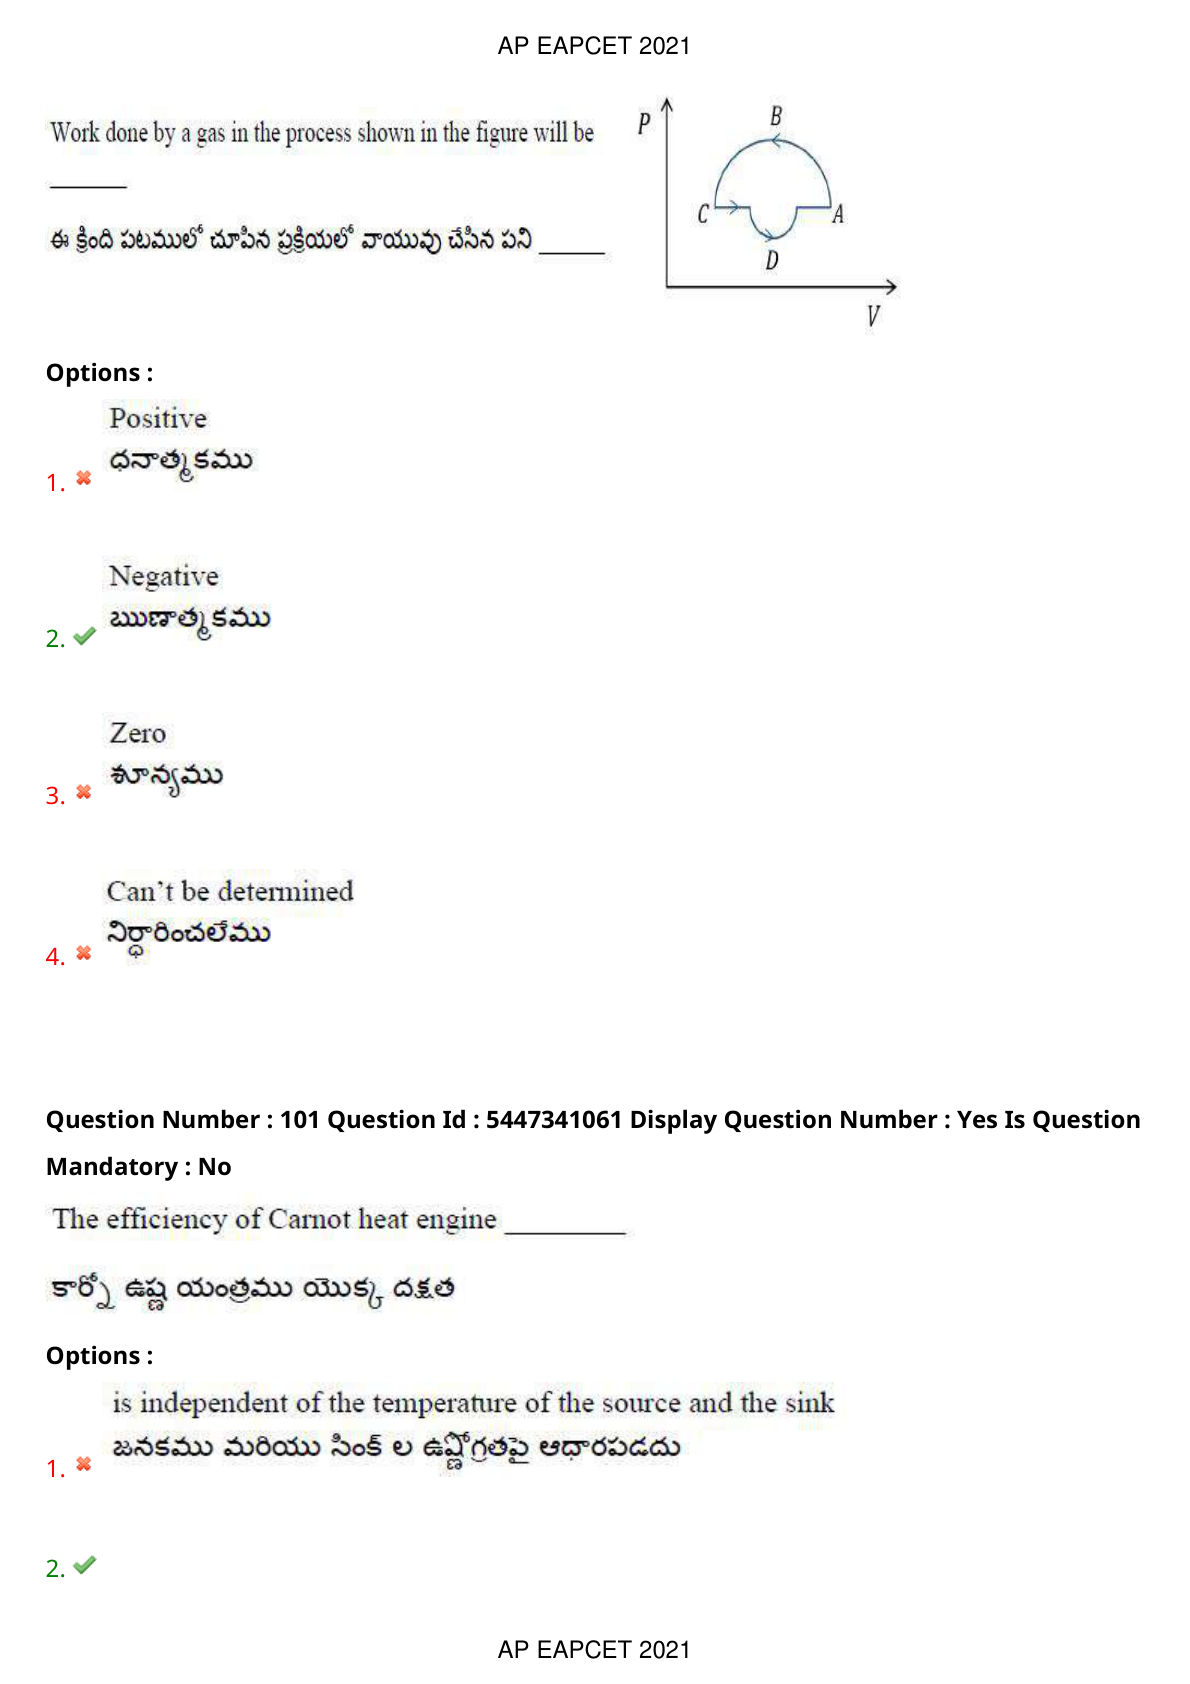 AP EAPCET 2021
Work done by a gas in the process shown in the figure will be
______
ఈ క్రింది పటములో చూపిన ప్రక్రియలో వాయువు చేసిన పని ______
P
B
C
A
D
V
Options :
Positive
ధనాత్మకము
1.
Negative
ఋణాత్మకము
2.
Zero
శూన్యము
3.
Can’t be determined
నిర్ధారించలేము
4.
Question Number : 101 Question Id : 5447341061 Display Question Number : Yes Is Question
Mandatory : No
The efficiency of Carnot heat engine ________
కార్నో ఉష్ణ యంత్రము యొక్క దక్షత
Options :
is independent of the temperature of the source and the sink
జనకము మరియు సింక్ ల ఉష్ణోగ్రతపై ఆధారపడదు
1.
2.
AP EAPCET 2021